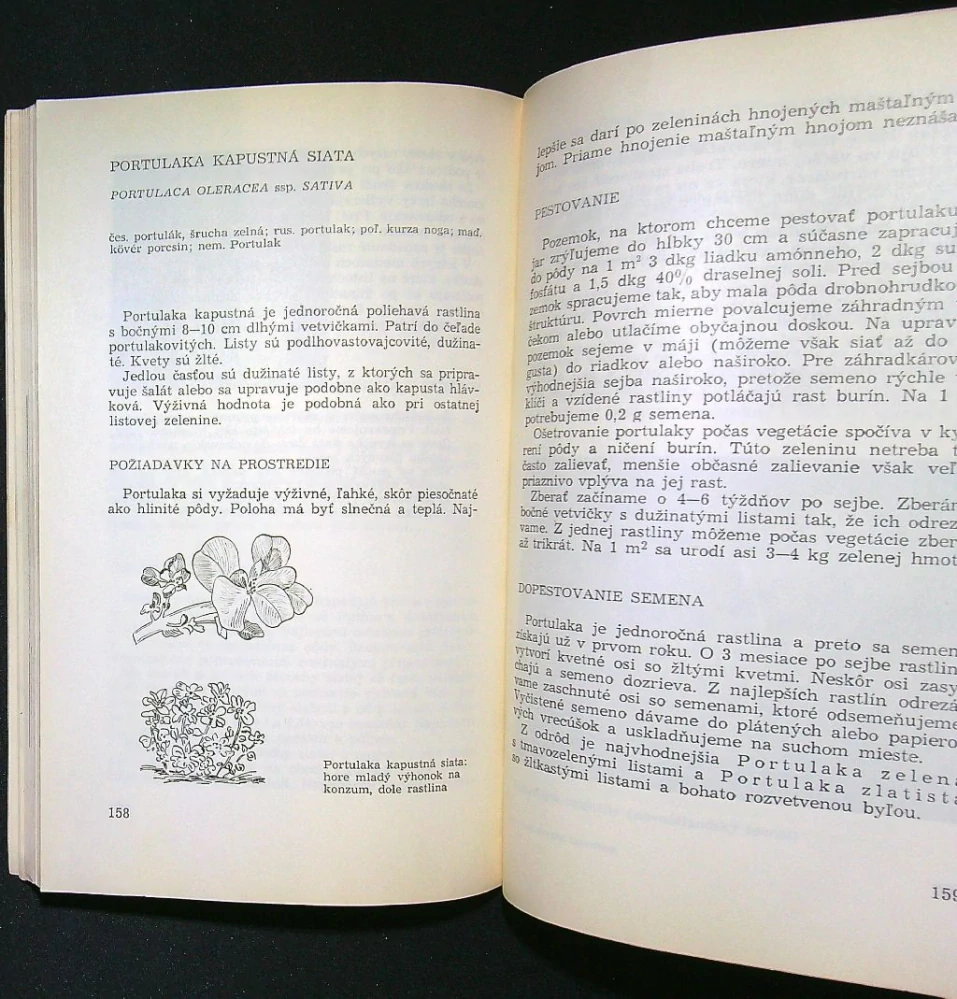 PORTULAKA KAPUSTNÁ SIATA
PORTULACA OLERACEA ssp. SATIVA
čes. portulák, šrucha zelná; rus. portulak; poľ. kurza noga; maď.
kövér porcsin; nem. Portulak
Portulaka kapustná je jednoročná poliehavá rastlina
s bočnými 8—10 cm dlhými vetvičkami. Patrí do čeľade
portulakovitých. Listy sú podlhovastovajcovité, dužina-
té. Kvety sú žlté.
Jedlou časťou sú dužinaté listy, z ktorých sa pripra-
vuje šalát alebo sa upravuje podobne ako kapusta hláv-
ková. Výživná hodnota je podobná ako pri ostatnej
listovej zelenine.
POŽIADAVKY NA PROSTREDIE
Portulaka si vyžaduje výživné, ľahké, skôr piesočnaté
ako hlinité pôdy. Poloha má byť slnečná a teplá. Naj-
Portulaka kapustná siata:
hore mladý výhonok na
konzum, dole rastlina
158
lepšie sa darí po zeleninách hnojených maštaľným
jom. Priame hnojenie maštaľným hnojom neznáša
PESTOVANIE
Pozemok, na ktorom chceme pestovať portulaku
jar zrýľujeme do hĺbky 30 cm a súčasne zapracuj
do pôdy na 1 m² 3 dkg liadku amónneho, 2 dkg su
fosfátu a 1,5 dkg 40% draselnej soli. Pred sejbou
zemok spracujeme tak, aby mala pôda drobnohrudko
štruktúru. Povrch mierne povalcujeme záhradným
čekom alebo utlačíme obyčajnou doskou. Na uprav
pozemok sejeme v máji (môžeme však siať až do
gusta) do riadkov alebo naširoko. Pre záhradkárov
výhodnejšia sejba naširoko, pretože semeno rýchle
klíči a vzídené rastliny potláčajú rast burín. Na 1
potrebujeme 0,2 g semena.
Ošetrovanie portulaky počas vegetácie spočíva v ky
rení pôdy a ničení burín. Túto zeleninu netreba t
často zalievať, menšie občasné zalievanie však veľ
priaznivo vplýva na jej rast.
Zberať začíname o 4—6 týždňov po sejbe. Zberán
bočné vetvičky s dužinatými listami tak, že ich odrez
vame. Z jednej rastliny môžeme počas vegetácie zber
až trikrát. Na 1 m² sa urodí asi 3—4 kg zelenej hmot
DOPESTOVANIE SEMENA
Portulaka je jednoročná rastlina a preto sa semen
získajú už v prvom roku. O 3 mesiace po sejbe rastlin
vytvorí kvetné osi so žltými kvetmi. Neskôr osi zasy
chajú a semeno dozrieva. Z najlepších rastlín odrezá
vame zaschnuté osi so semenami, ktoré odsemeňujeme
Vyčistené semeno dávame do plátených alebo papiero
vých vrecúšok a uskladňujeme na suchom mieste.
Z odrôd je najvhodnejšia Portulaka zelen
s tmavozelenými listami a Portulaka zlatist
so žltkastými listami a bohato rozvetvenou byľou.
159